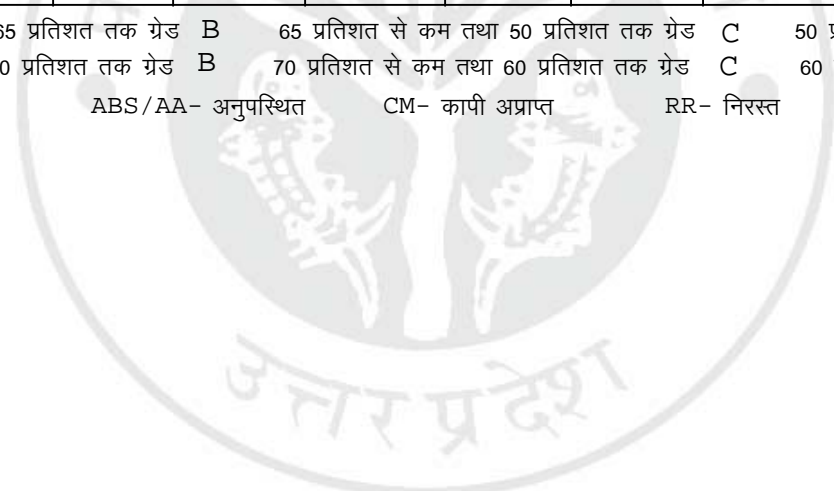 65 प्रतिशत तक ग्रेड B 65 प्रतिशत से कम तथा 50 प्रतिशत तक ग्रेड C 50
0 प्रतिशत तक ग्रेड B 70 प्रतिशत से कम तथा 60 प्रतिशत तक ग्रेड C 60
ABS/AA- अनुपस्थित CM- कापी अप्राप्त RR- निरस्त
उत्तर प्रदेश